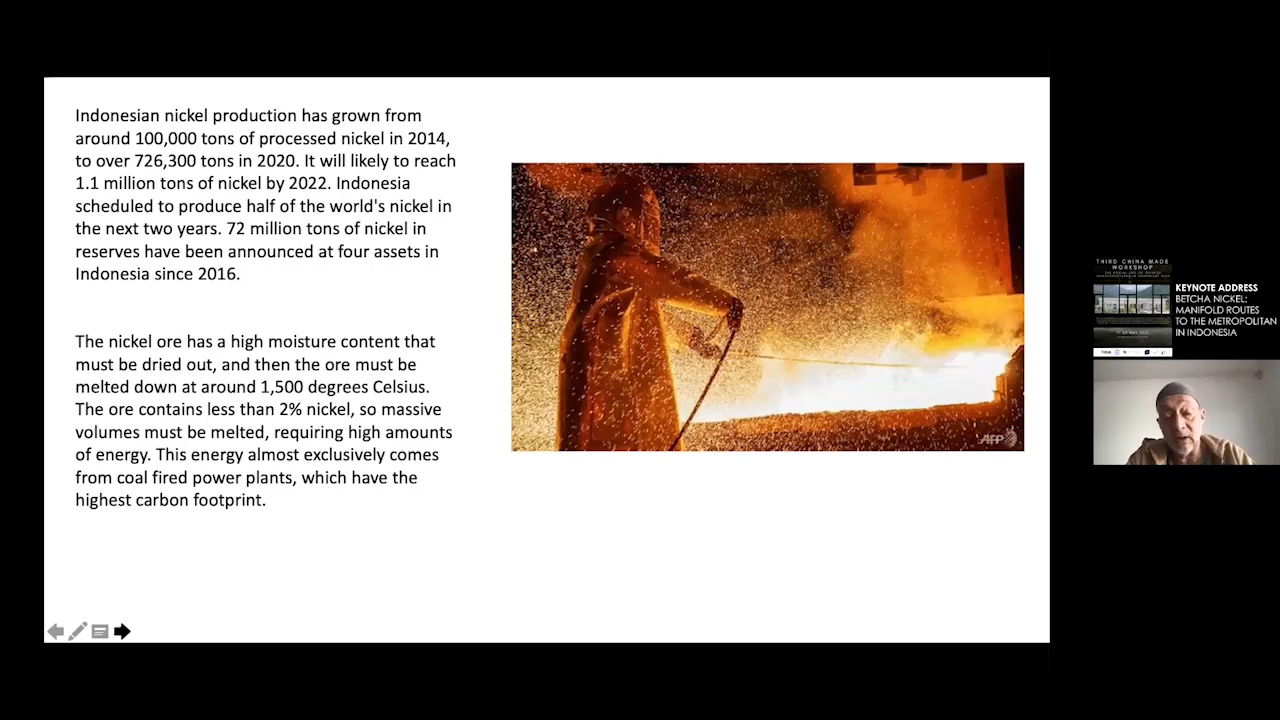 Indonesian nickel production has grown from
around 100,000 tons of processed nickel in 2014,
to over 726,300 tons in 2020. It will likely to reach
1.1 million tons of nickel by 2022. Indonesia
scheduled to produce half of the world's nickel in
the next two years. 72 million tons of nickel in
reserves have been announced at four assets in
Indonesia since 2016.
The nickel ore has a high moisture content that
must be dried out, and then the ore must be
melted down at around 1,500 degrees Celsius.
The ore contains less than 2% nickel, so massive
volumes must be melted, requiring high amounts
of energy. This energy almost exclusively comes
from coal fired power plants, which have the
highest carbon footprint.
AFP
THIRD CHINA MADE
WORKSHOP
KEYNOTE ADDRESS
BETCHA NICKEL:
MANIFOLD ROUTES
TO THE METROPOLITAN
IN INDONESIA